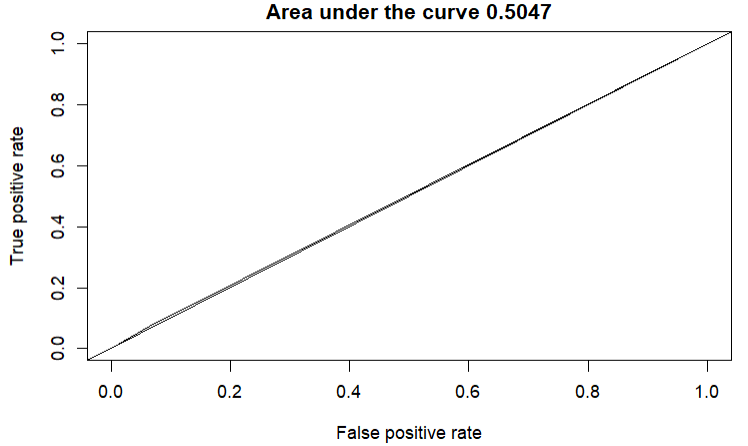 Area under the curve 0.5047
True positive rate
1.0
0.8
0.6
0.4
0.2
0.0
0.0 0.2 0.4 0.6 0.8 1.0
False positive rate